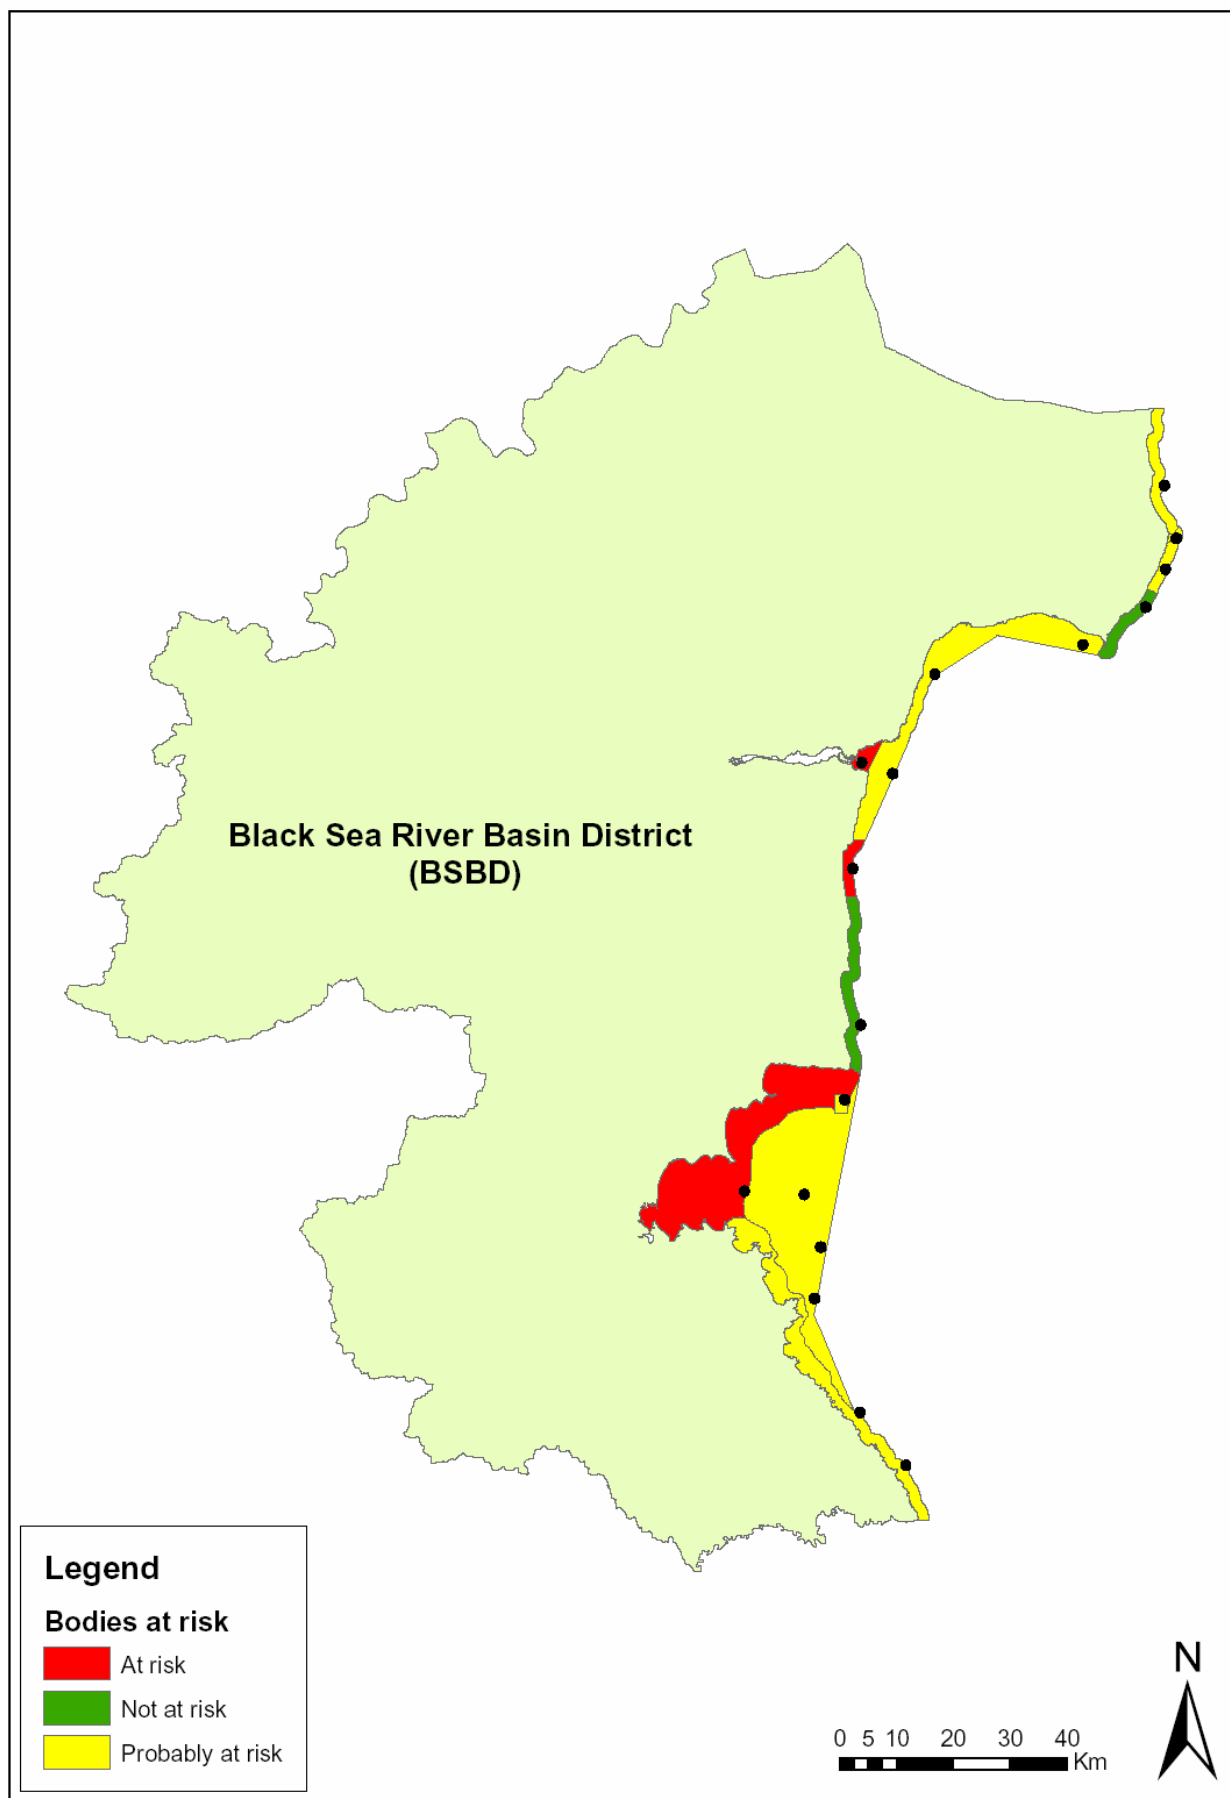 Black Sea River Basin District
(BSBD)
Legend
Bodies at risk
At risk
Not at risk
Probably at risk
N
0 5 10 20 30 40
Km